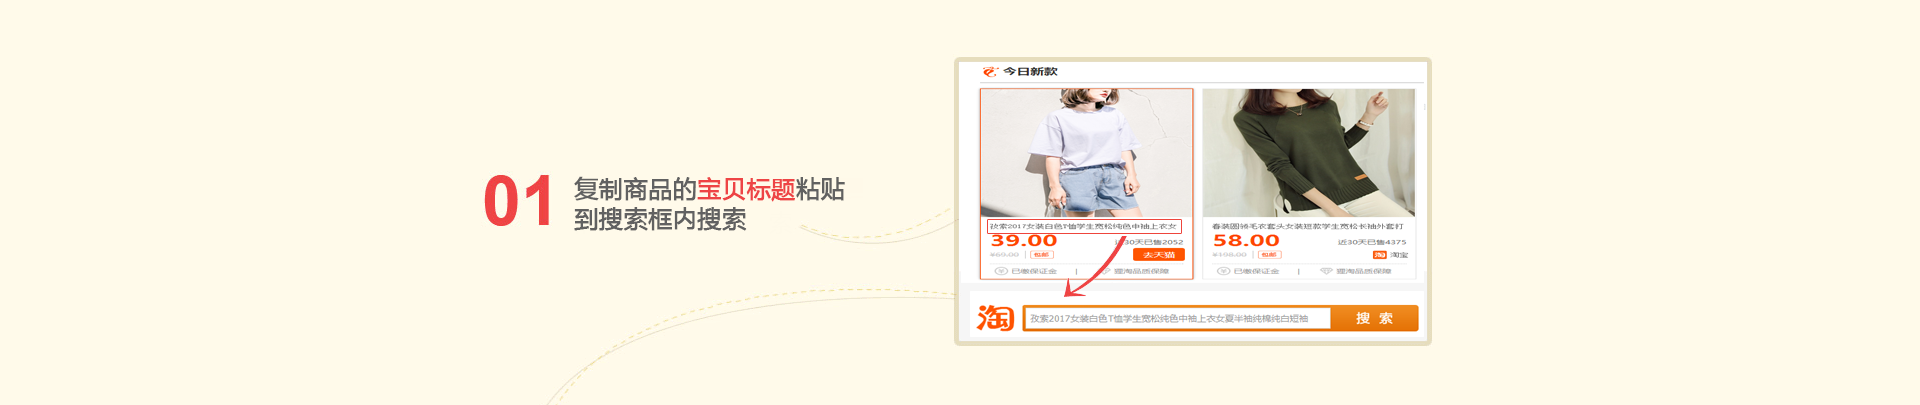 01
复制商品的宝贝标题粘贴
到搜索框内搜索
今日新款
孜索2017女装白色T恤学生宽松纯色中袖上衣女
39.00
近30天已售2052
¥69.00 包邮
去天猫
已缴保证金
理淘品质保障
春装圆领毛衣套头女装短款学生宽松长袖外套打
58.00
近30天已售4375
¥198.00 包邮
淘 淘宝
已缴保证金
理淘品质保障
淘
孜索2017女装白色T恤学生宽松纯色中袖上衣女夏半袖纯棉纯白短袖
搜 索